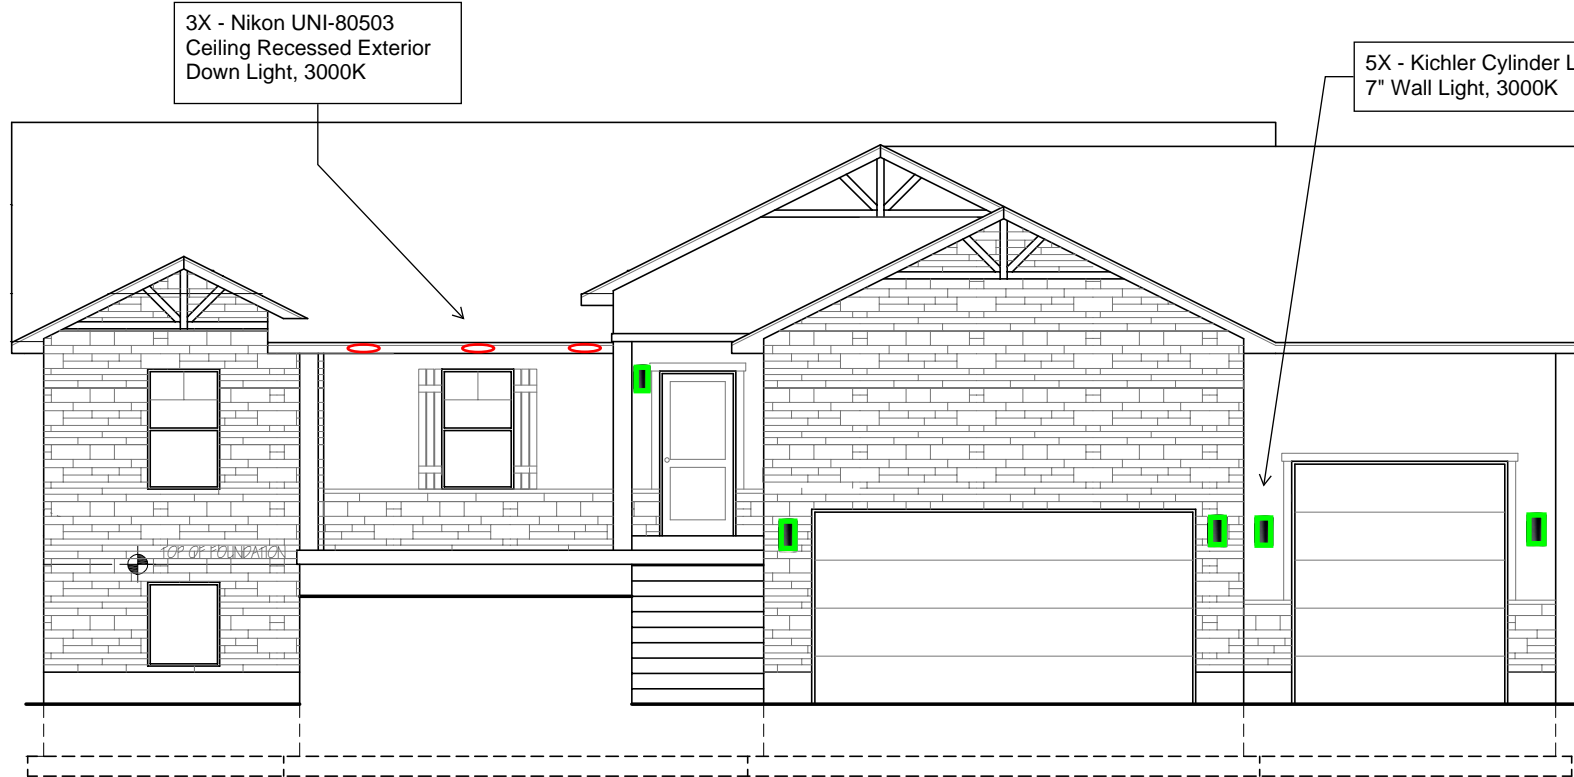 3X - Nikon UNI-80503
Ceiling Recessed Exterior
Down Light, 3000K
5X - Kichler Cylinder L
7" Wall Light, 3000K
TOP OF FOUNDATION